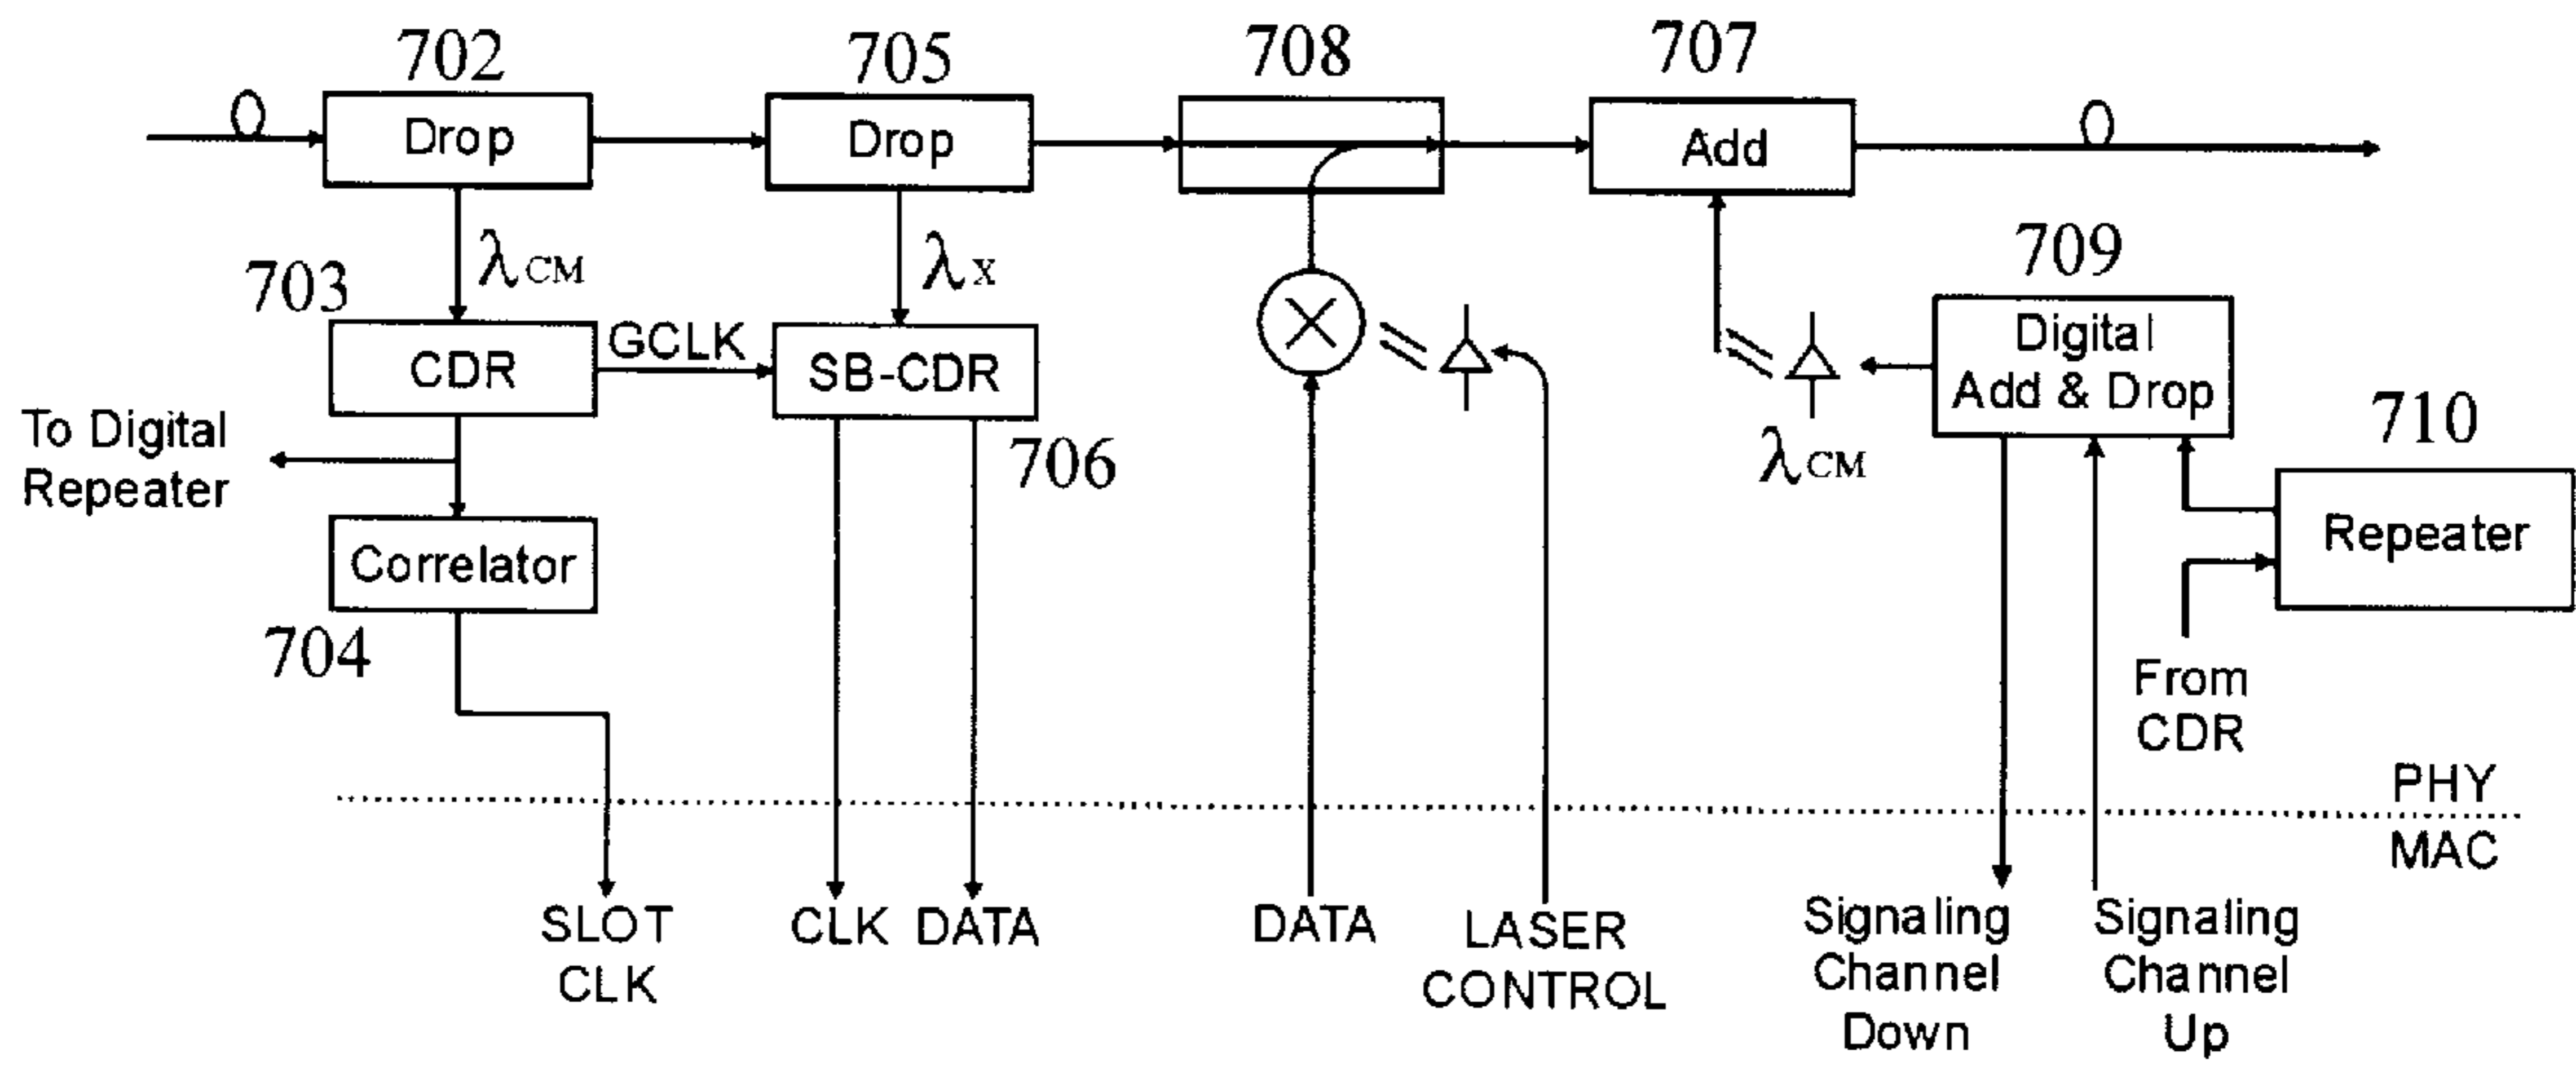 702
705
708
707
Drop
Drop
Add
λCM
λX
709
703
GCLK
Digital
Add & Drop
CDR
SB-CDR
To Digital
Repeater
706
λCM
710
Correlator
Repeater
704
From
CDR
PHY
MAC
SLOT
CLK
CLK
DATA
DATA
LASER
CONTROL
Signaling
Channel
Down
Signaling
Channel
Up